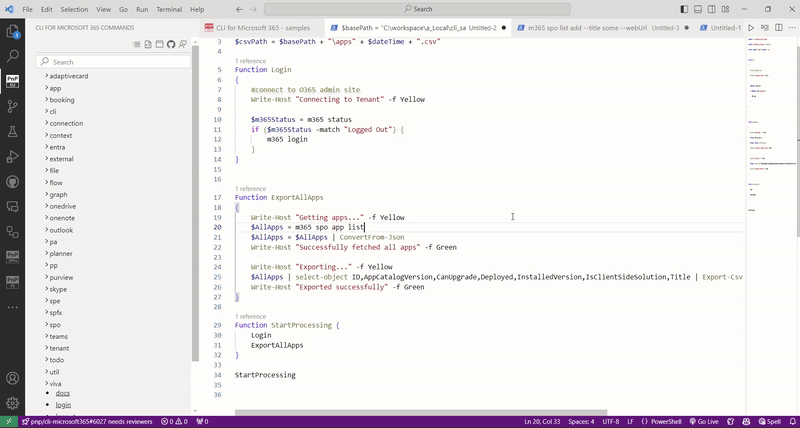 File Edit Selection View Go Run Terminal Help
Search
CLI FOR MICROSOFT 365 COMMANDS
CLI for Microsoft 365 - samples
$basePath = "C:\workspace\a_Local\cli_sa Untitled-2
m365 spo list add --title some --webUrl Untitled-3
Untitled-1
Search
adaptivecard
app
booking
cli
connection
context
entra
external
file
flow
graph
onedrive
onenote
outlook
pa
planner
pp
purview
skype
spe
spfx
spo
teams
tenant
todo
util
viva
docs
login
3 $csvPath = $basePath + "\apps" + $dateTime + ".csv"
4
1 reference
5 Function Login
6 {
7 #connect to O365 admin site
8 Write-Host "Connecting to Tenant" -f Yellow
9
10 $m365Status = m365 status
11 if ($m365Status -match "Logged Out") {
12 m365 login
13 }
14 }
15
16
1 reference
17 Function ExportAllApps
18 {
19 Write-Host "Getting apps..." -f Yellow
20 $AllApps = m365 spo app list
21 $AllApps = $AllApps | ConvertFrom-Json
22 Write-Host "Successfully fetched all apps" -f Green
23
24 Write-Host "Exporting..." -f Yellow
25 $AllApps | select-object ID,AppCatalogVersion,CanUpgrade,Deployed,InstalledVersion,IsClientSideSolution,Title | Export-Csv
26 Write-Host "Exported successfully" -f Green
27 }
28
1 reference
29 Function StartProcessing {
30 Login
31 ExportAllApps
32 }
33
34 StartProcessing
35
36
pnp/cli-microsoft365#6027 needs reviewers 0 0 0 Ln 20, Col 33 Spaces: 4 UTF-8 LF {} PowerShell Go Live Spell